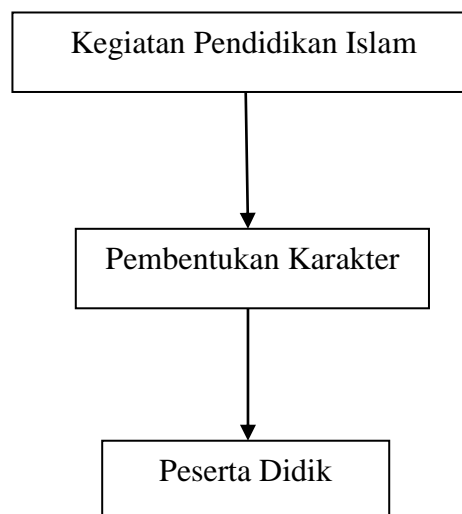 Kegiatan Pendidikan Islam
Pembentukan Karakter
Peserta Didik